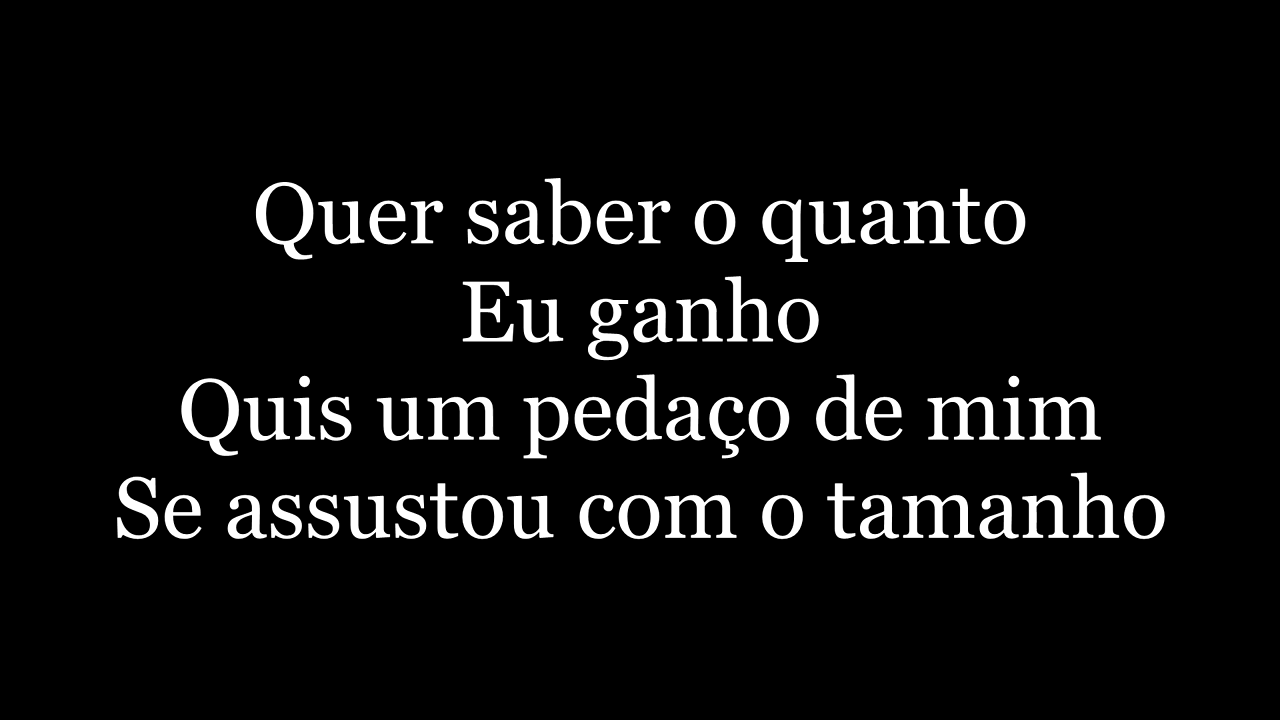 Quer saber o quanto
Eu ganho
Quis um pedaço de mim
Se assustou com o tamanho